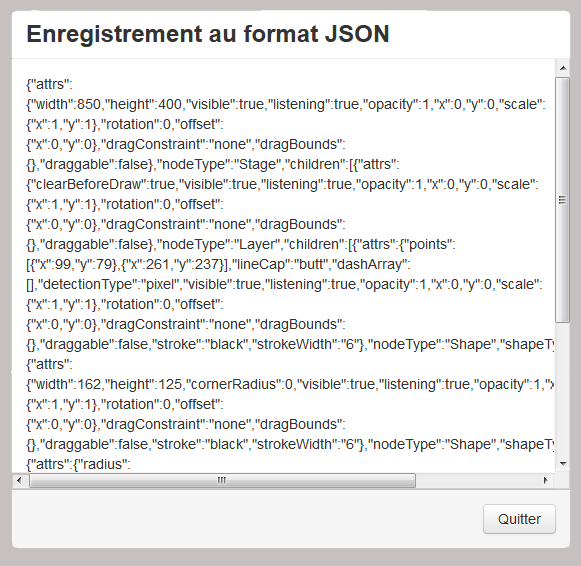 Enregistrement au format JSON
{"attrs":
{"width":850,"height":400,"visible":true,"listening":true,"opacity":1,"x":0,"y":0,"scale":
{"x":1,"y":1},"rotation":0,"offset":
{"x":0,"y":0},"dragConstraint":"none","dragBounds":
{},"draggable":false},"nodeType":"Stage","children":[{"attrs":
{"clearBeforeDraw":true,"visible":true,"listening":true,"opacity":1,"x":0,"y":0,"scale":
{"x":1,"y":1},"rotation":0,"offset":
{"x":0,"y":0},"dragConstraint":"none","dragBounds":
{},"draggable":false},"nodeType":"Layer","children":[{"attrs":{"points":
[{"x":99,"y":79},{"x":261,"y":237}],"lineCap":"butt","dashArray":
[],"detectionType":"pixel","visible":true,"listening":true,"opacity":1,"x":0,"y":0,"scale":
{"x":1,"y":1},"rotation":0,"offset":
{"x":0,"y":0},"dragConstraint":"none","dragBounds":
{},"draggable":false,"stroke":"black","strokeWidth":"6"},"nodeType":"Shape","shapeTy
{"attrs":
{"width":162,"height":125,"cornerRadius":0,"visible":true,"listening":true,"opacity":1,"x
{"x":1,"y":1},"rotation":0,"offset":
{"x":0,"y":0},"dragConstraint":"none","dragBounds":
{},"draggable":false,"stroke":"black","strokeWidth":"6"},"nodeType":"Shape","shapeTy
{"attrs":{"radius":
Quitter